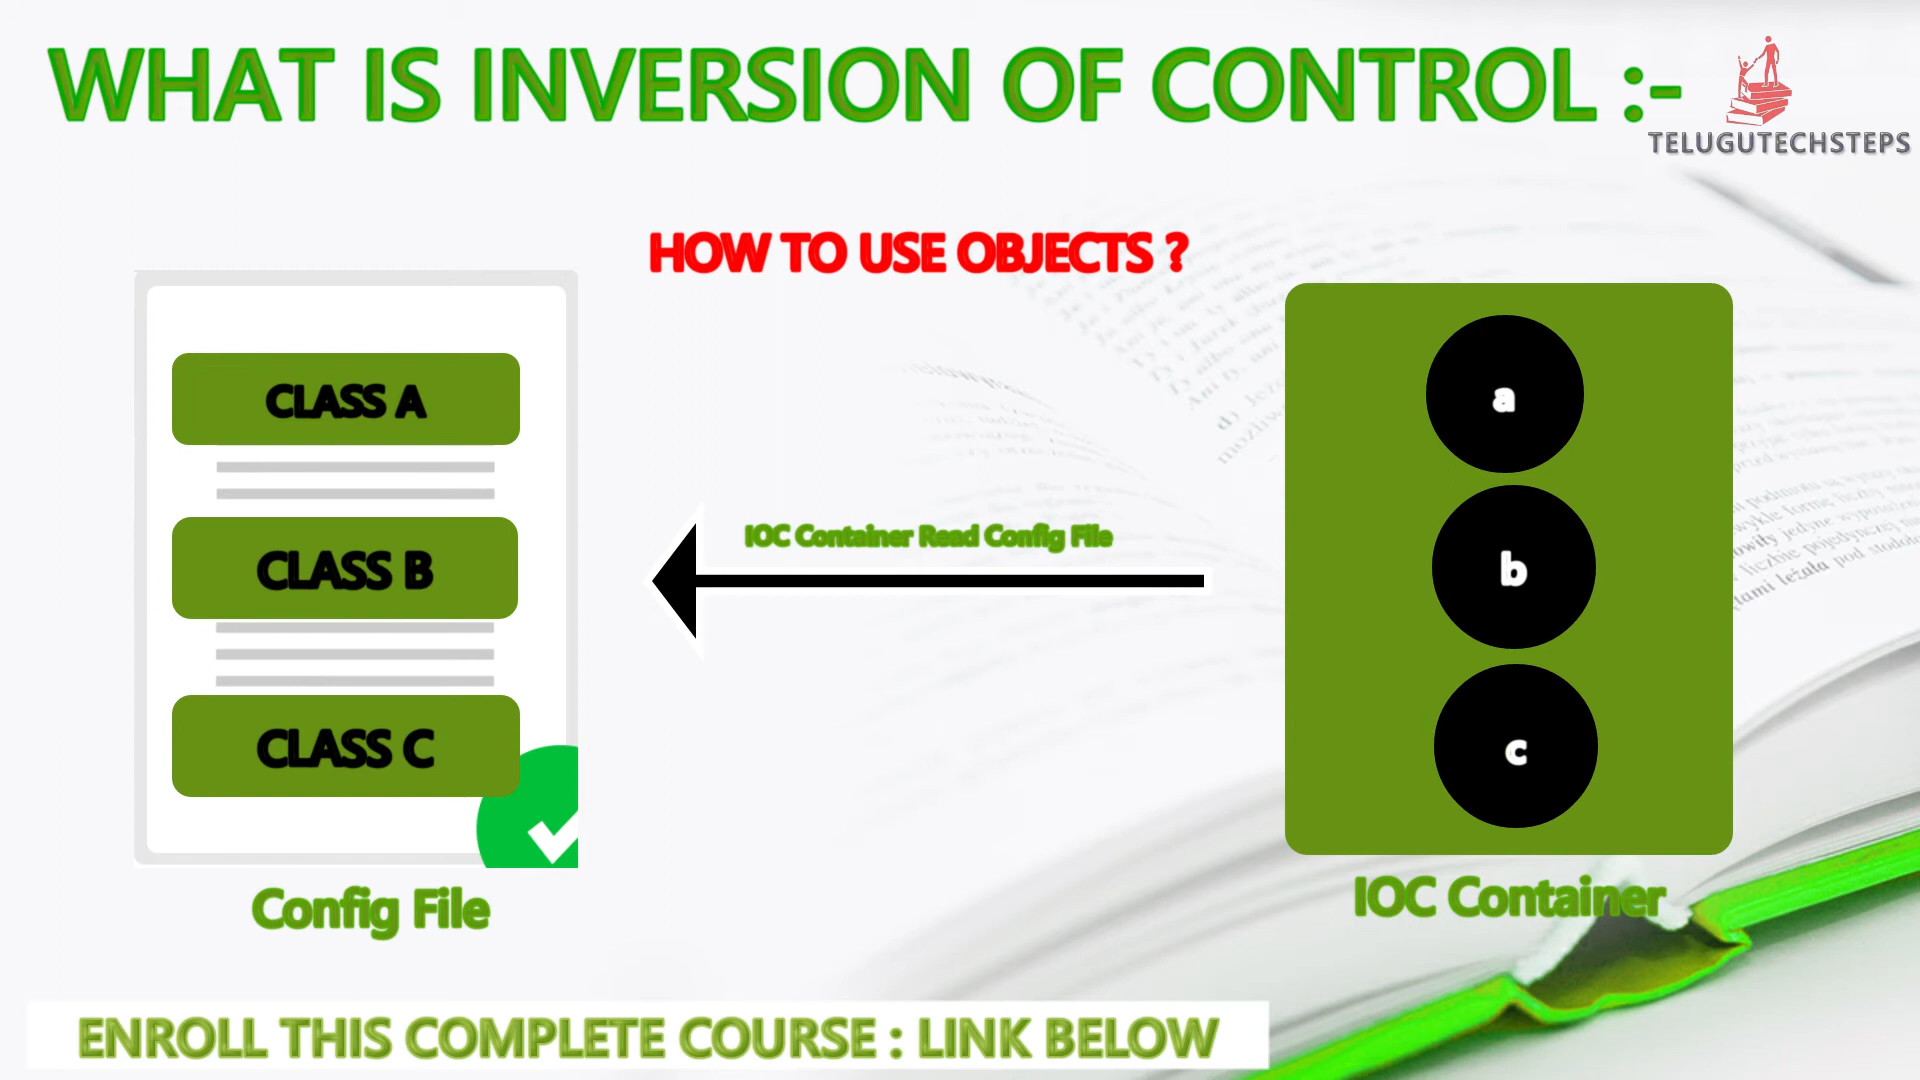 WHAT IS INVERSION OF CONTROL :-
TELUGUTECHSTEPS
HOW TO USE OBJECTS ?
CLASS A
CLASS B
CLASS C
IOC Container Read Config File
a
b
c
Config File
IOC Container
ENROLL THIS COMPLETE COURSE : LINK BELOW